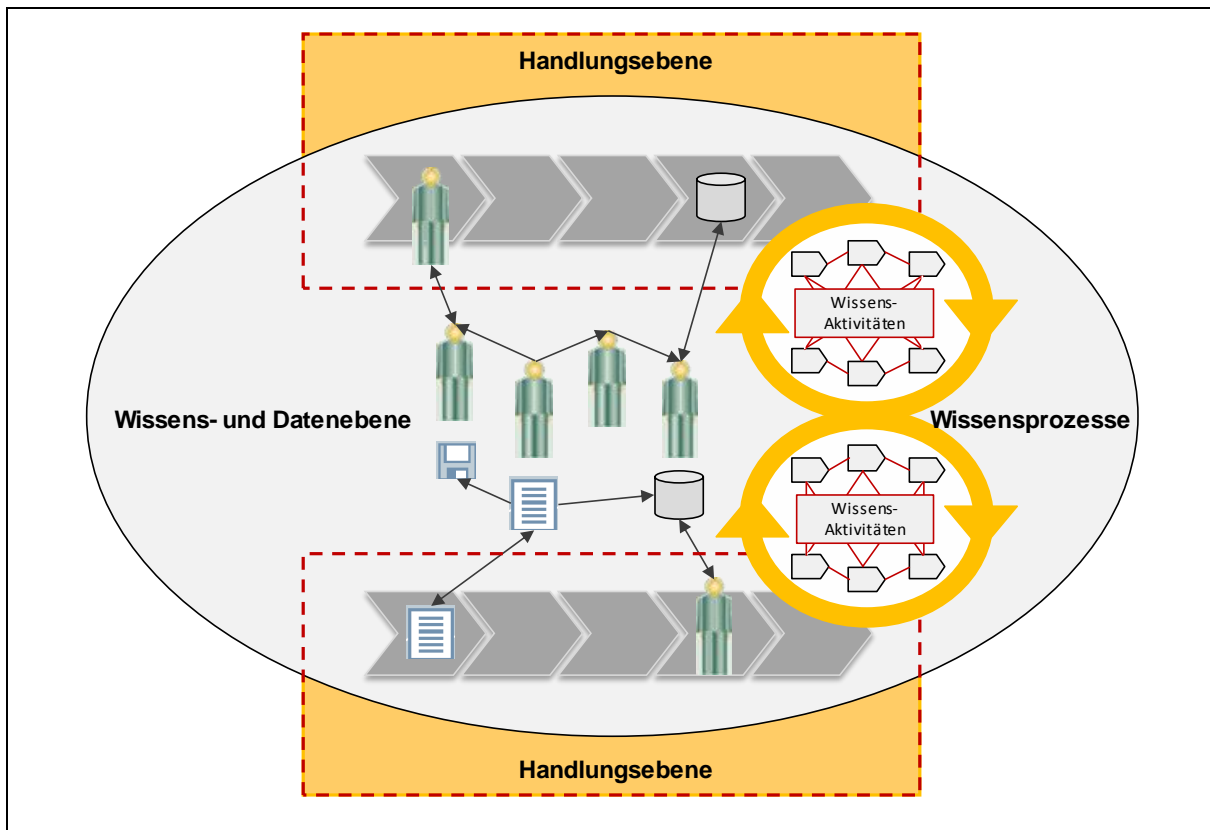 Handlungsebene
Wissens-
Aktivitäten
Wissens- und Datenebene
Wissensprozesse
Wissens-
Aktivitäten
Handlungsebene